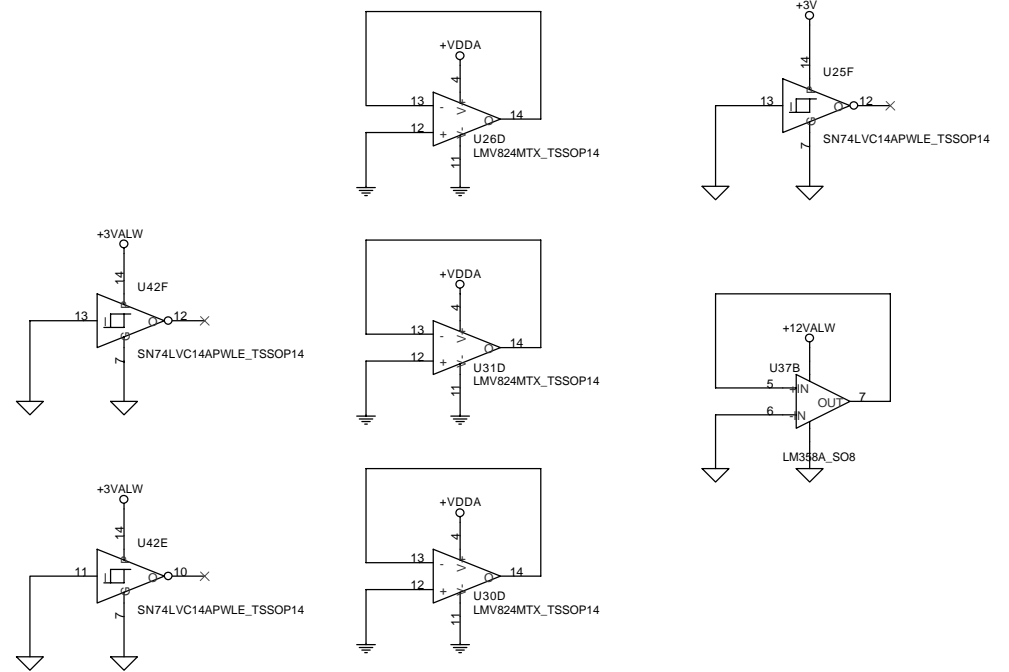 +VDDA
4
13
-
V+
14
O
12
+
V-
U26D
LMV824MTX_TSSOP14
11
+3V
14
U25F
P
13
I
O
12
G
SN74LVC14APWLE_TSSOP14
7
+3VALW
14
U42F
P
13
I
O
12
G
SN74LVC14APWLE_TSSOP14
7
+VDDA
4
13
-
V+
14
O
12
+
V-
U31D
LMV824MTX_TSSOP14
11
+12VALW
U37B
5
+IN
OUT
7
6
-IN
LM358A_SO8
+3VALW
14
U42E
P
11
I
O
10
G
SN74LVC14APWLE_TSSOP14
7
+VDDA
4
13
-
V+
14
O
12
+
V-
U30D
LMV824MTX_TSSOP14
11